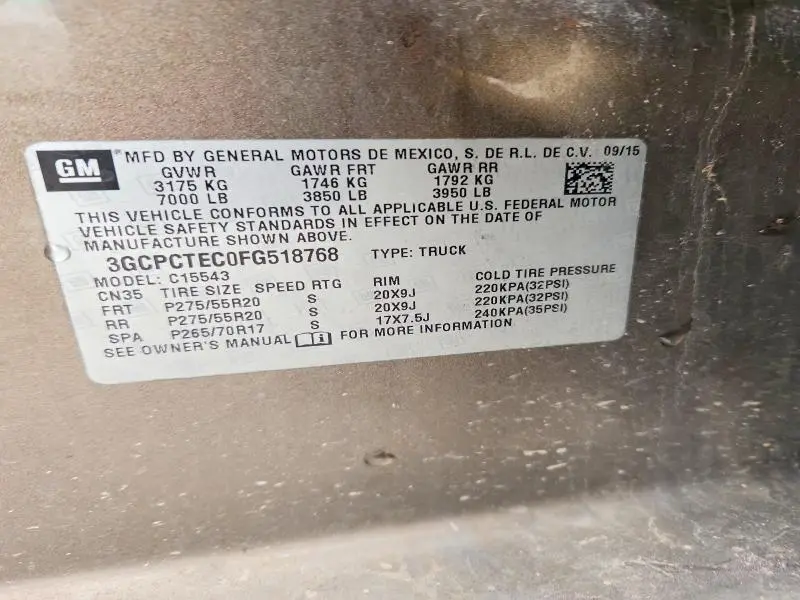 GM *MFD BY GENERAL MOTORS DE MEXICO, S. DE R.L. DE C.V. 09/15
GVWR GAWR FRT GAWR RR
3175 KG 1746 KG 1792 KG
7000 LB 3850 LB 3950 LB
THIS VEHICLE CONFORMS TO ALL APPLICABLE U.S. FEDERAL MOTOR
VEHICLE SAFETY STANDARDS IN EFFECT ON THE DATE OF
MANUFACTURE SHOWN ABOVE.
3GCPCTEC0FG518768 TYPE: TRUCK
MODEL: C15543
CN35 TIRE SIZE SPEED RTG RIM COLD TIRE PRESSURE
FRT P275/55R20 S 20X9J 220KPA(32PSI)
RR P275/55R20 S 20X9J 220KPA(32PSI)
SPA P265/70R17 S 17X7.5J 240KPA(35PSI)
SEE OWNER'S MANUAL FOR MORE INFORMATION